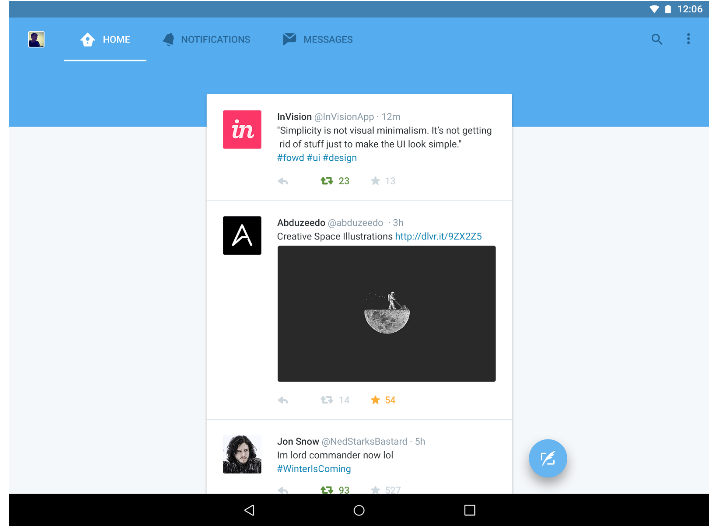 12:06
HOME NOTIFICATIONS MESSAGES
in
InVision @InVisionApp · 12m
"Simplicity is not visual minimalism. It's not getting
rid of stuff just to make the UI look simple."
#fowd #ui #design
23 13
Abduzeedo @abduzeedo · 3h
Creative Space Illustrations http://dlvr.it/9ZX2Z5
14 54
Jon Snow @NedStarksBastard · 5h
Im lord commander now lol
#WinterIsComing
93 527